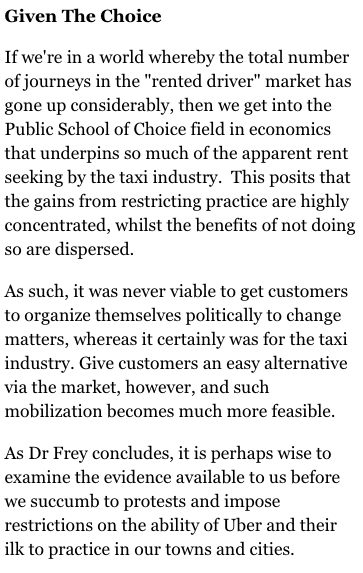 Given The Choice
If we're in a world whereby the total number
of journeys in the "rented driver" market has
gone up considerably, then we get into the
Public School of Choice field in economics
that underpins so much of the apparent rent
seeking by the taxi industry.  This posits that
the gains from restricting practice are highly
concentrated, whilst the benefits of not doing
so are dispersed.
As such, it was never viable to get customers
to organize themselves politically to change
matters, whereas it certainly was for the taxi
industry. Give customers an easy alternative
via the market, however, and such
mobilization becomes much more feasible.
As Dr Frey concludes, it is perhaps wise to
examine the evidence available to us before
we succumb to protests and impose
restrictions on the ability of Uber and their
ilk to practice in our towns and cities.